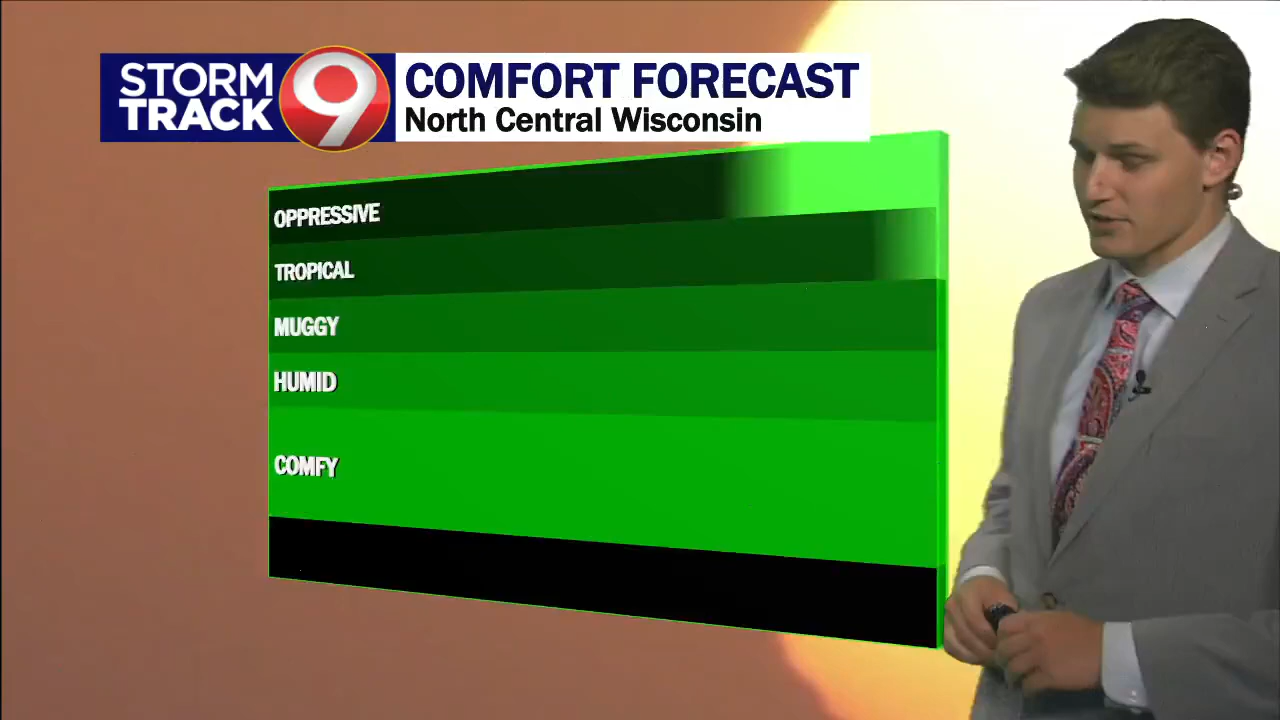 STORM
TRACK
9
COMFORT FORECAST
North Central Wisconsin
OPPRESSIVE
TROPICAL
MUGGY
HUMID
COMFY